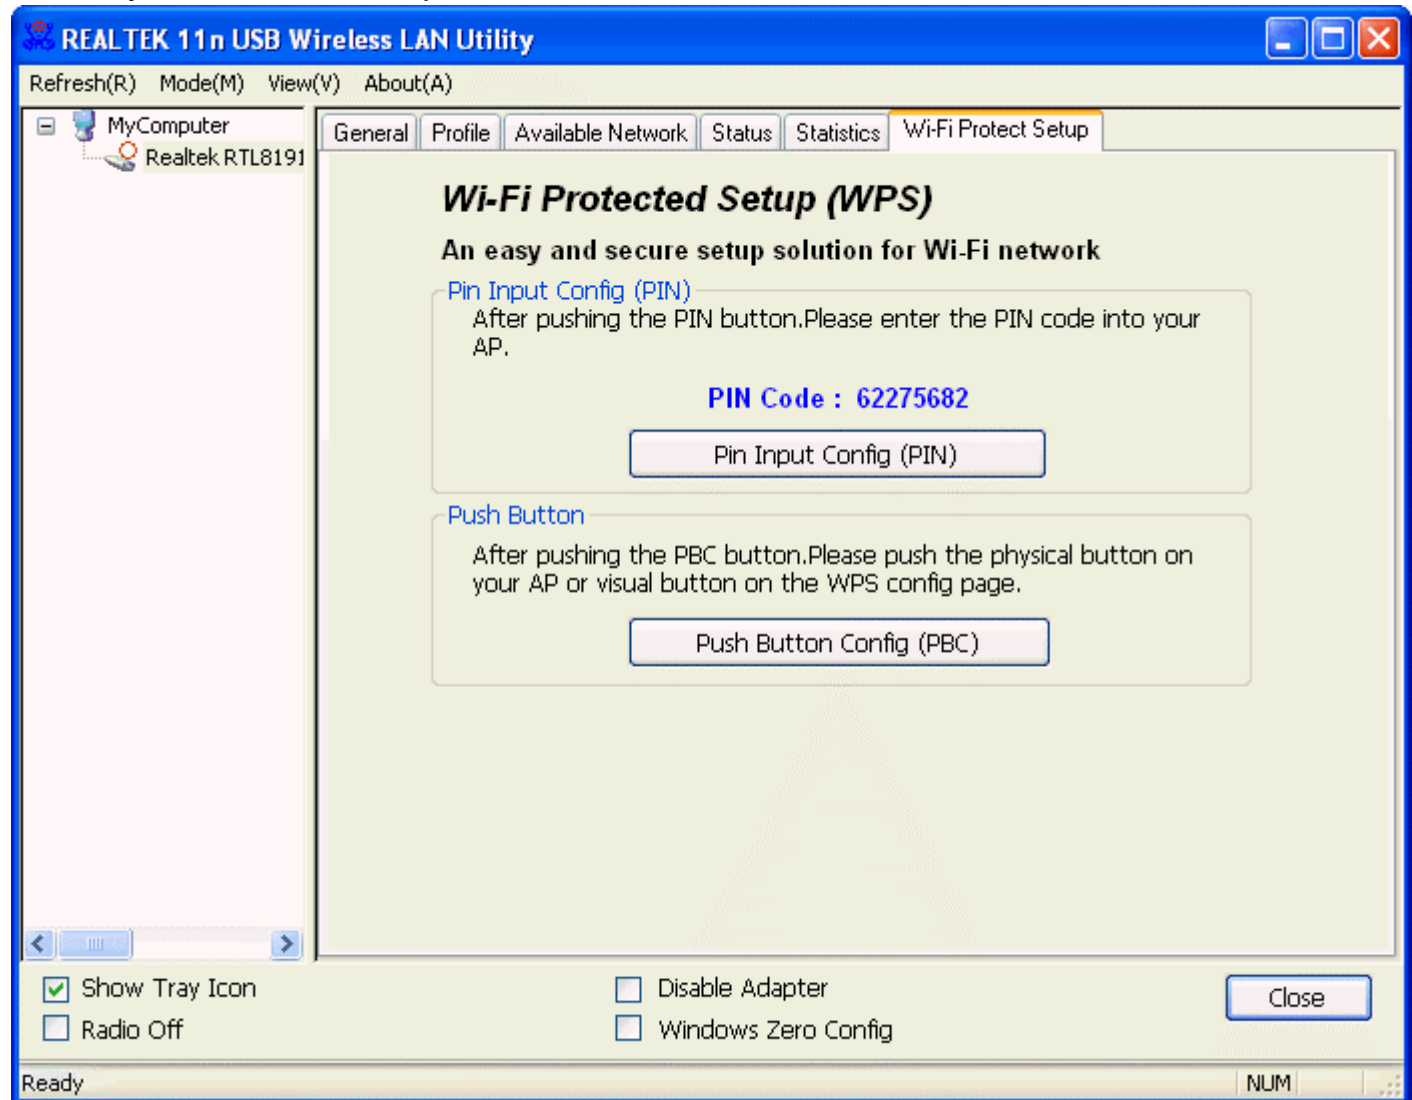 REALTEK 11n USB Wireless LAN Utility
Refresh(R) Mode(M) View(V) About(A)
MyComputer
Realtek RTL8191
General Profile Available Network Status Statistics Wi-Fi Protect Setup
Wi-Fi Protected Setup (WPS)
An easy and secure setup solution for Wi-Fi network
Pin Input Config (PIN)
After pushing the PIN button.Please enter the PIN code into your
AP.
PIN Code : 62275682
Pin Input Config (PIN)
Push Button
After pushing the PBC button.Please push the physical button on
your AP or visual button on the WPS config page.
Push Button Config (PBC)
Show Tray Icon
Disable Adapter
Close
Radio Off
Windows Zero Config
Ready
NUM